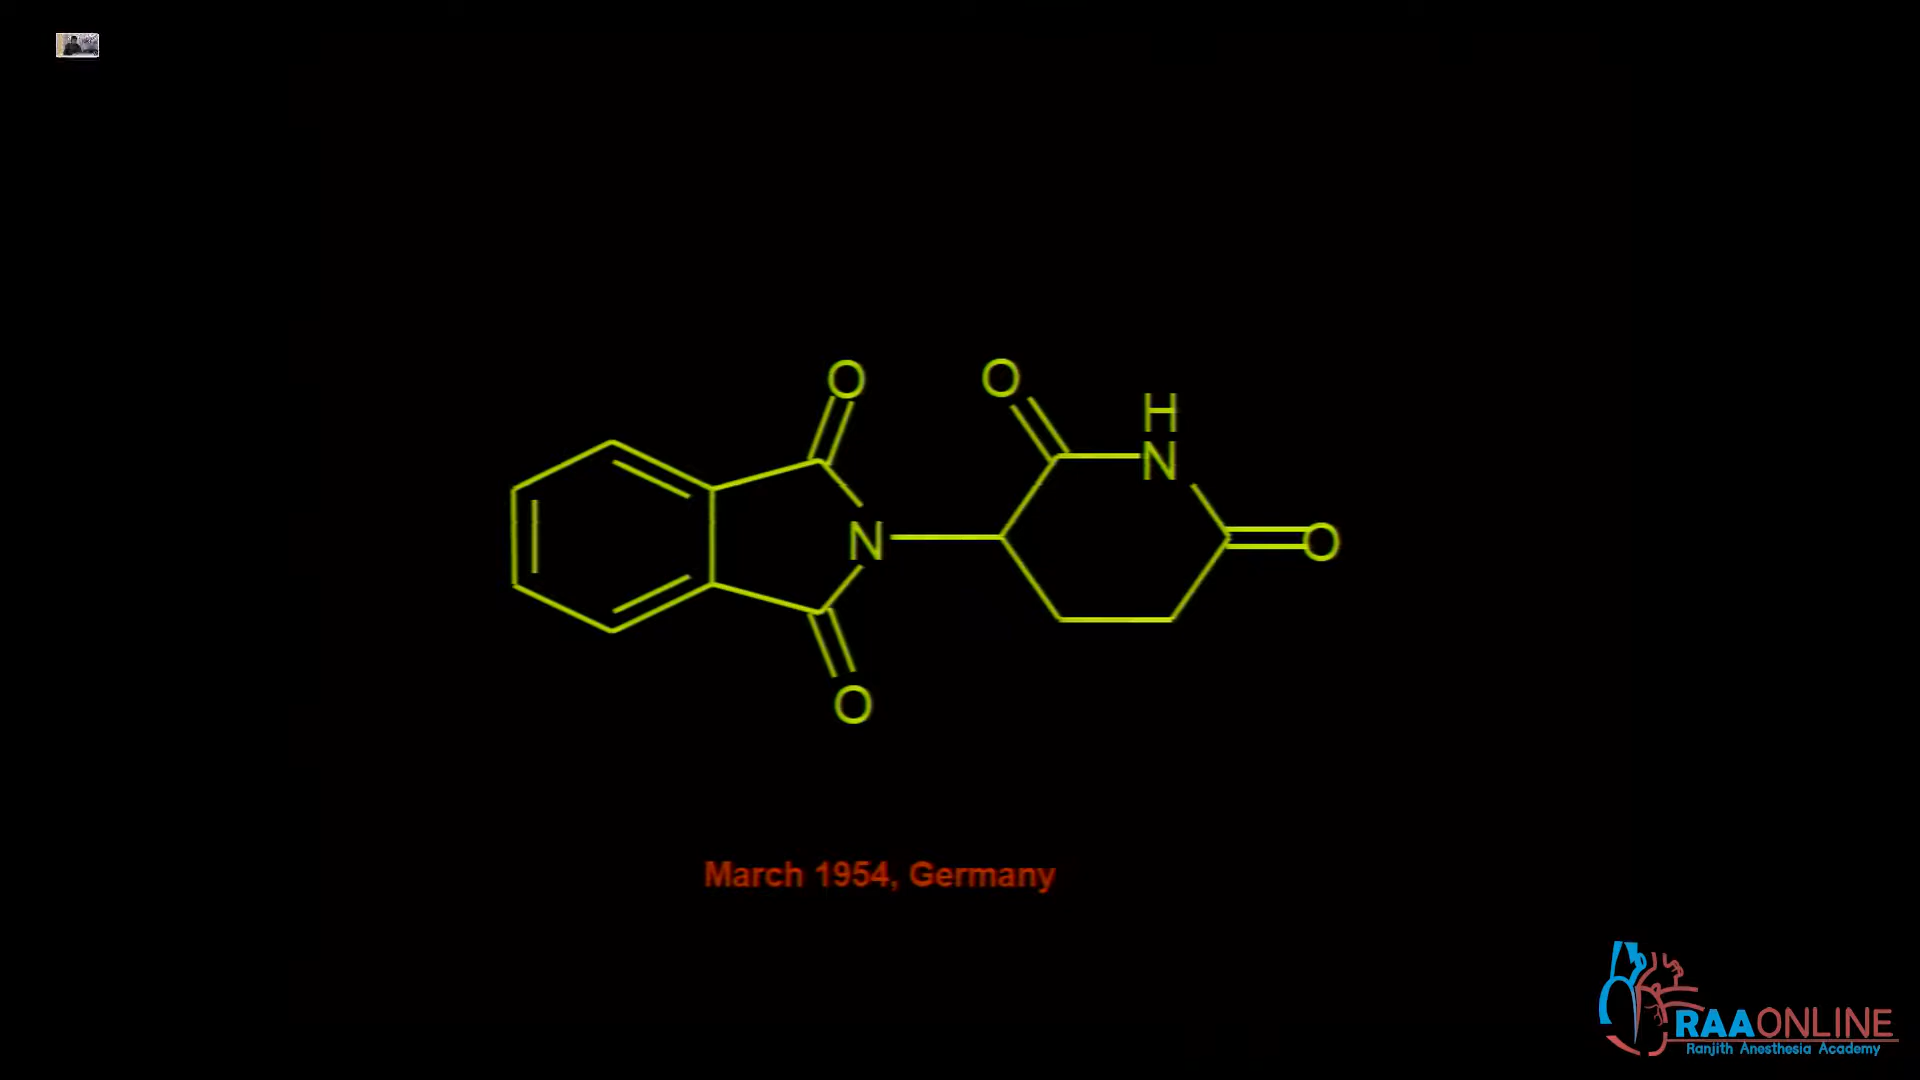 O
O
H
N
N
O
O
March 1954, Germany
RAAONLINE
Ranjith Anesthesia Academy